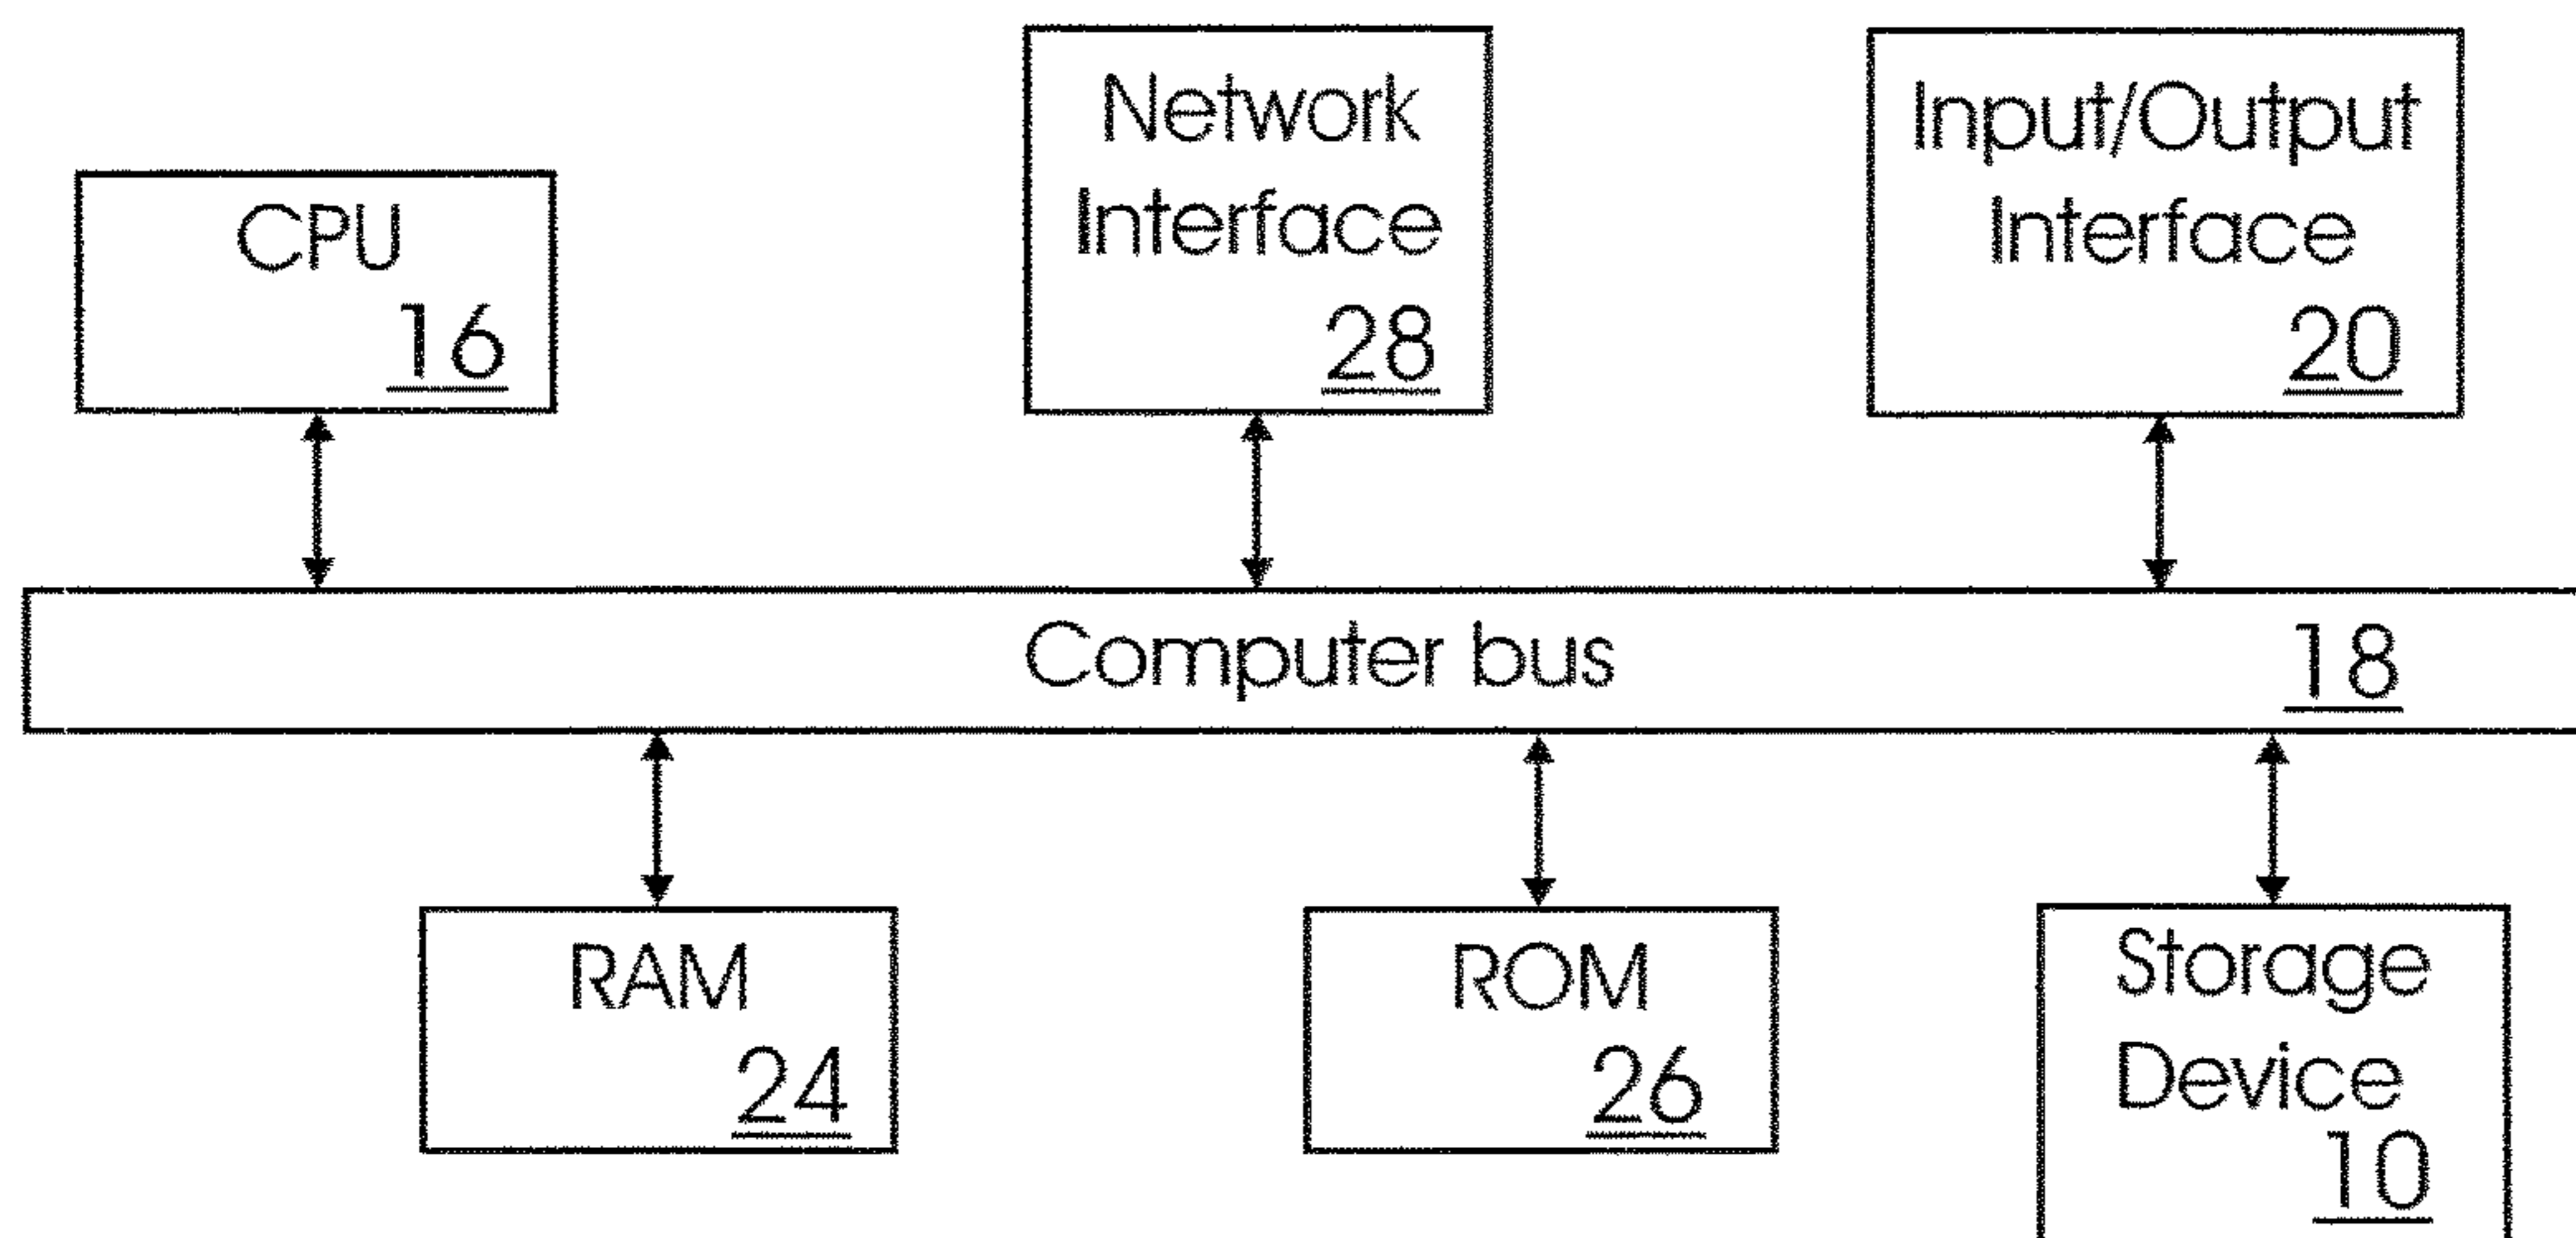 CPU
16
Network
Interface
28
Input/Output
Interface
20
Computer bus
18
RAM
24
ROM
26
Storage
Device
10